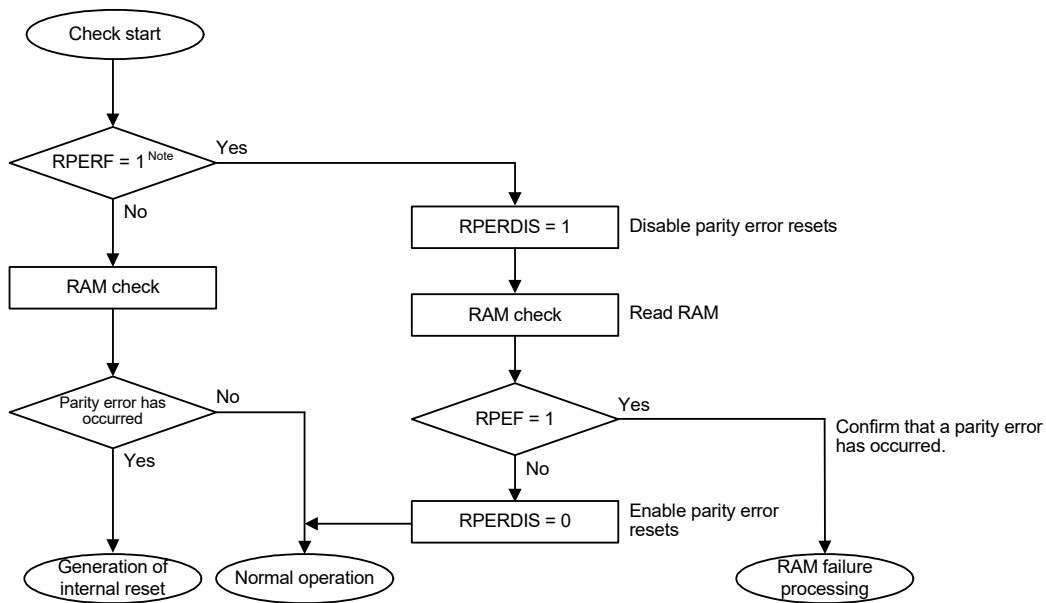 Check start
RPERF = 1 Note
Yes
No
RPERDIS = 1
Disable parity error resets
RAM check
RAM check
Read RAM
Parity error has
occurred
No
Yes
RPEF = 1
Yes
No
Confirm that a parity error
has occurred.
RPERDIS = 0
Enable parity error
resets
Generation of
internal reset
Normal operation
RAM failure
processing